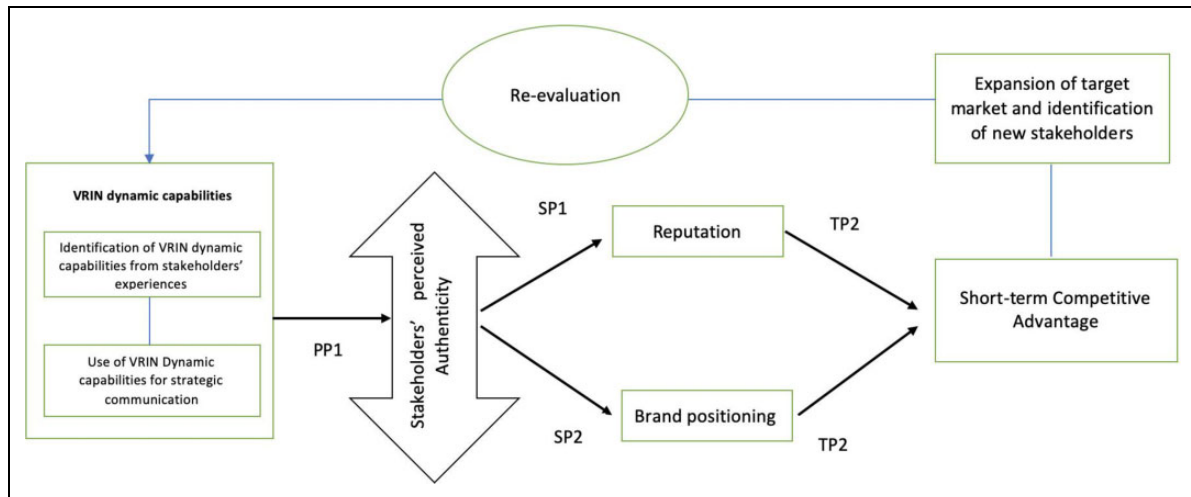 Re-evaluation
Expansion of target
market and identification
of new stakeholders
VRIN dynamic capabilities
Identification of VRIN dynamic
capabilities from stakeholders’
experiences
Use of VRIN Dynamic
capabilities for strategic
communication
PP1
Stakeholders’ perceived
Authenticity
SP1
Reputation
TP2
SP2
Brand positioning
TP2
Short-term Competitive
Advantage